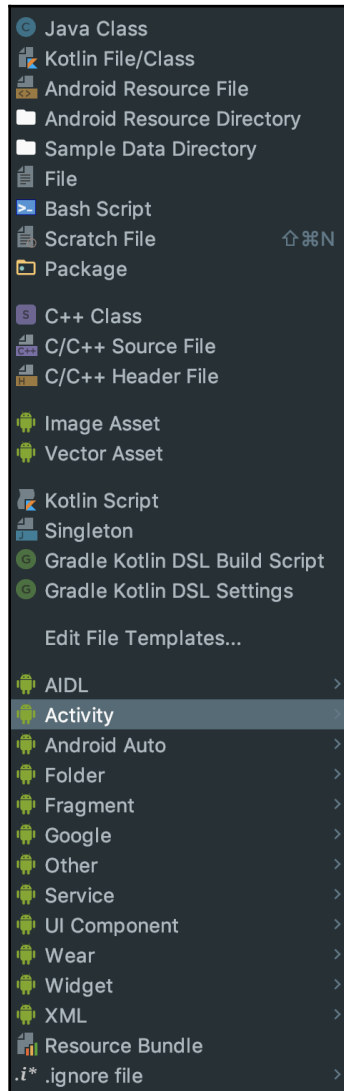 Java Class
Kotlin File/Class
Android Resource File
Android Resource Directory
Sample Data Directory
File
Bash Script
Scratch File ⇧⌘N
Package
C++ Class
C/C++ Source File
C/C++ Header File
Image Asset
Vector Asset
Kotlin Script
Singleton
Gradle Kotlin DSL Build Script
Gradle Kotlin DSL Settings
Edit File Templates...
AIDL
Activity
Android Auto
Folder
Fragment
Google
Other
Service
UI Component
Wear
Widget
XML
Resource Bundle
.i* .ignore file